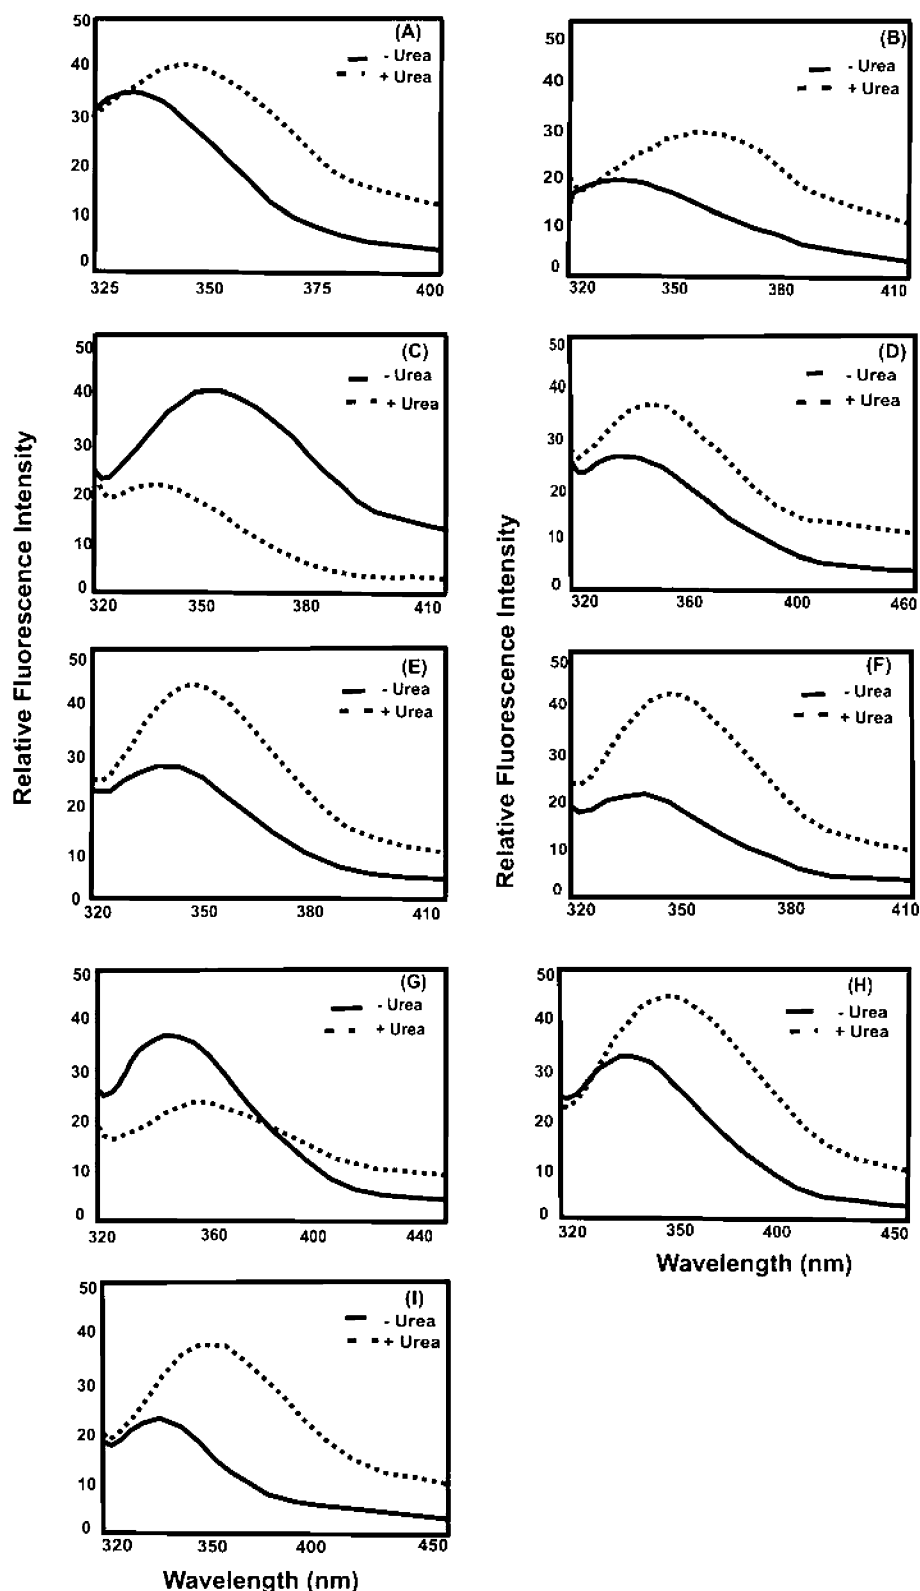 50
40
30
20
10
0
(A)
- Urea
+ Urea
325 350 375 400
50
40
30
20
10
0
(B)
- Urea
+ Urea
320 350 380 410
50
40
30
20
10
0
(C)
- Urea
+ Urea
320 350 380 410
50
40
30
20
10
0
(D)
- Urea
+ Urea
320 360 400 460
Relative Fluorescence Intensity
Relative Fluorescence Intensity
50
40
30
20
10
0
(E)
- Urea
+ Urea
320 350 380 410
50
40
30
20
10
0
(F)
- Urea
+ Urea
320 350 380 410
50
40
30
20
10
0
(G)
- Urea
+ Urea
320 360 400 440
50
40
30
20
10
0
(H)
- Urea
+ Urea
320 350 400 450
Wavelength (nm)
50
40
30
20
10
0
(I)
- Urea
+ Urea
320 350 400 450
Wavelength (nm)